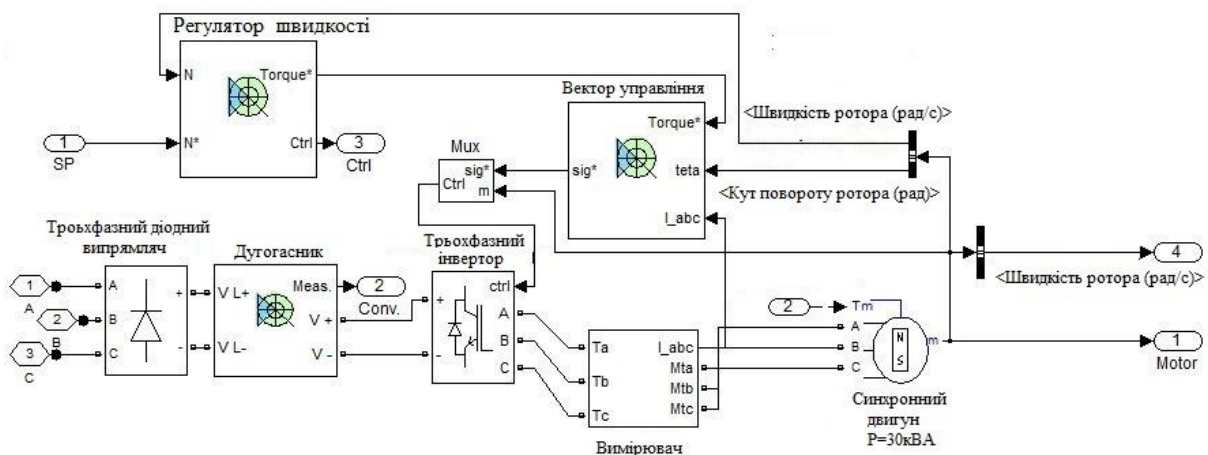 Регулятор швидкості
N
Torque*
N*
Ctrl
1
SP
3
Ctrl
Вектор управління
Torque*
sig*
teta
I_abc
Mux
sig*
Ctrl
m
<Швидкість ротора (рад/с)>
<Кут повороту ротора (рад)>
4
<Швидкість ротора (рад/с)>
Троьхфазний діодний
випрямляч
1
A
2
B
3
C
A
+
B
C
-
Дугогасник
V L+
Meas.
V +
V L-
V -
2
Conv.
Трьохфазний
інвертор
ctrl
+
A
B
-
C
Ta
I_abc
Tb
Mta
Mtb
Tc
Mtc
Вимірювач
2
Tm
A
B
C
N
S
m
Синхронний
двигун
P=30кВА
1
Motor